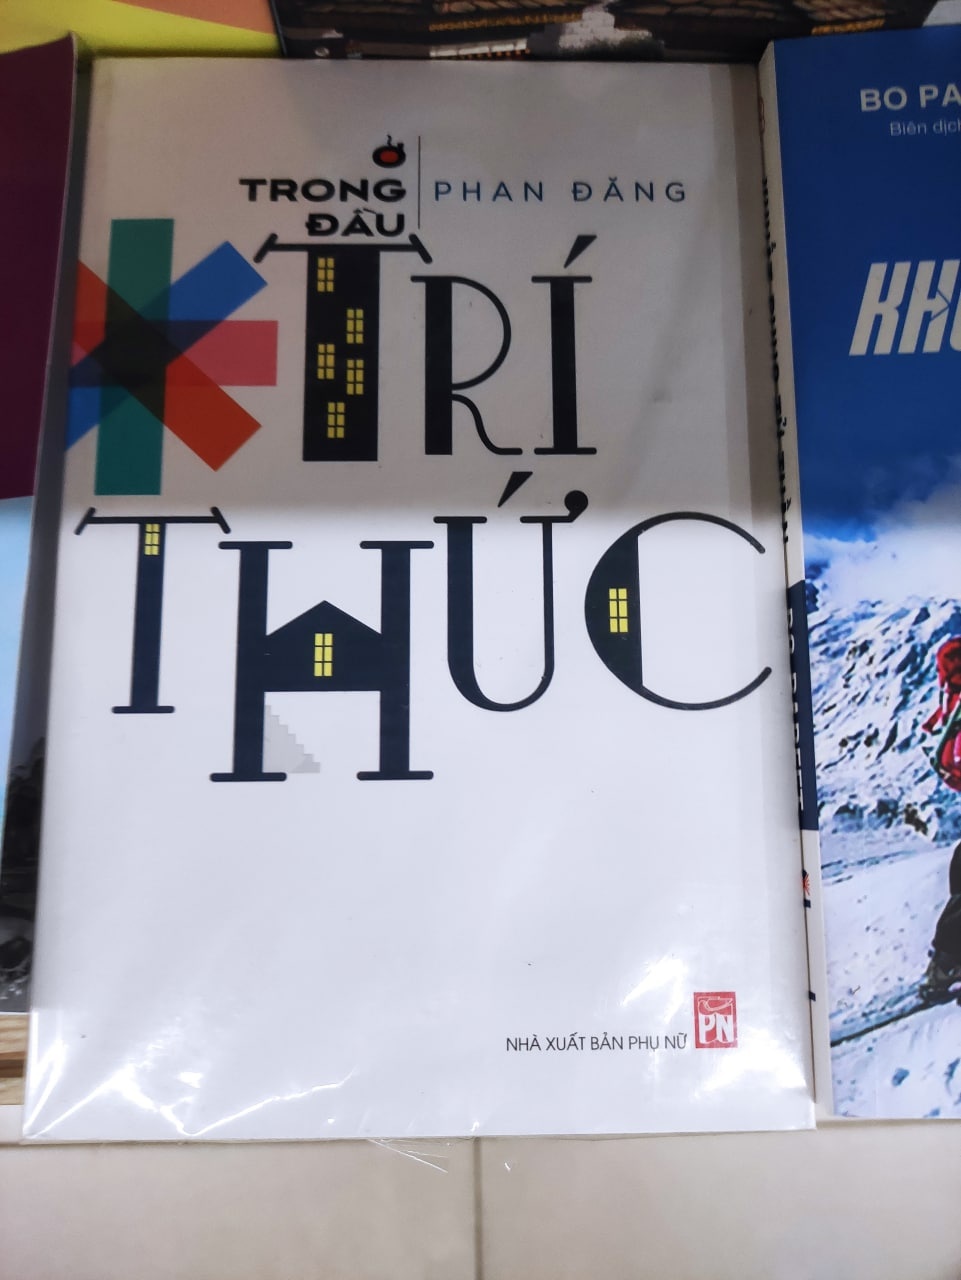 Ở
TRONG
ĐẦU
PHAN ĐĂNG
TRÍ
THỨC
NHÀ XUẤT BẢN PHỤ NỮ
PN
BO PA
Biên dịch
KH